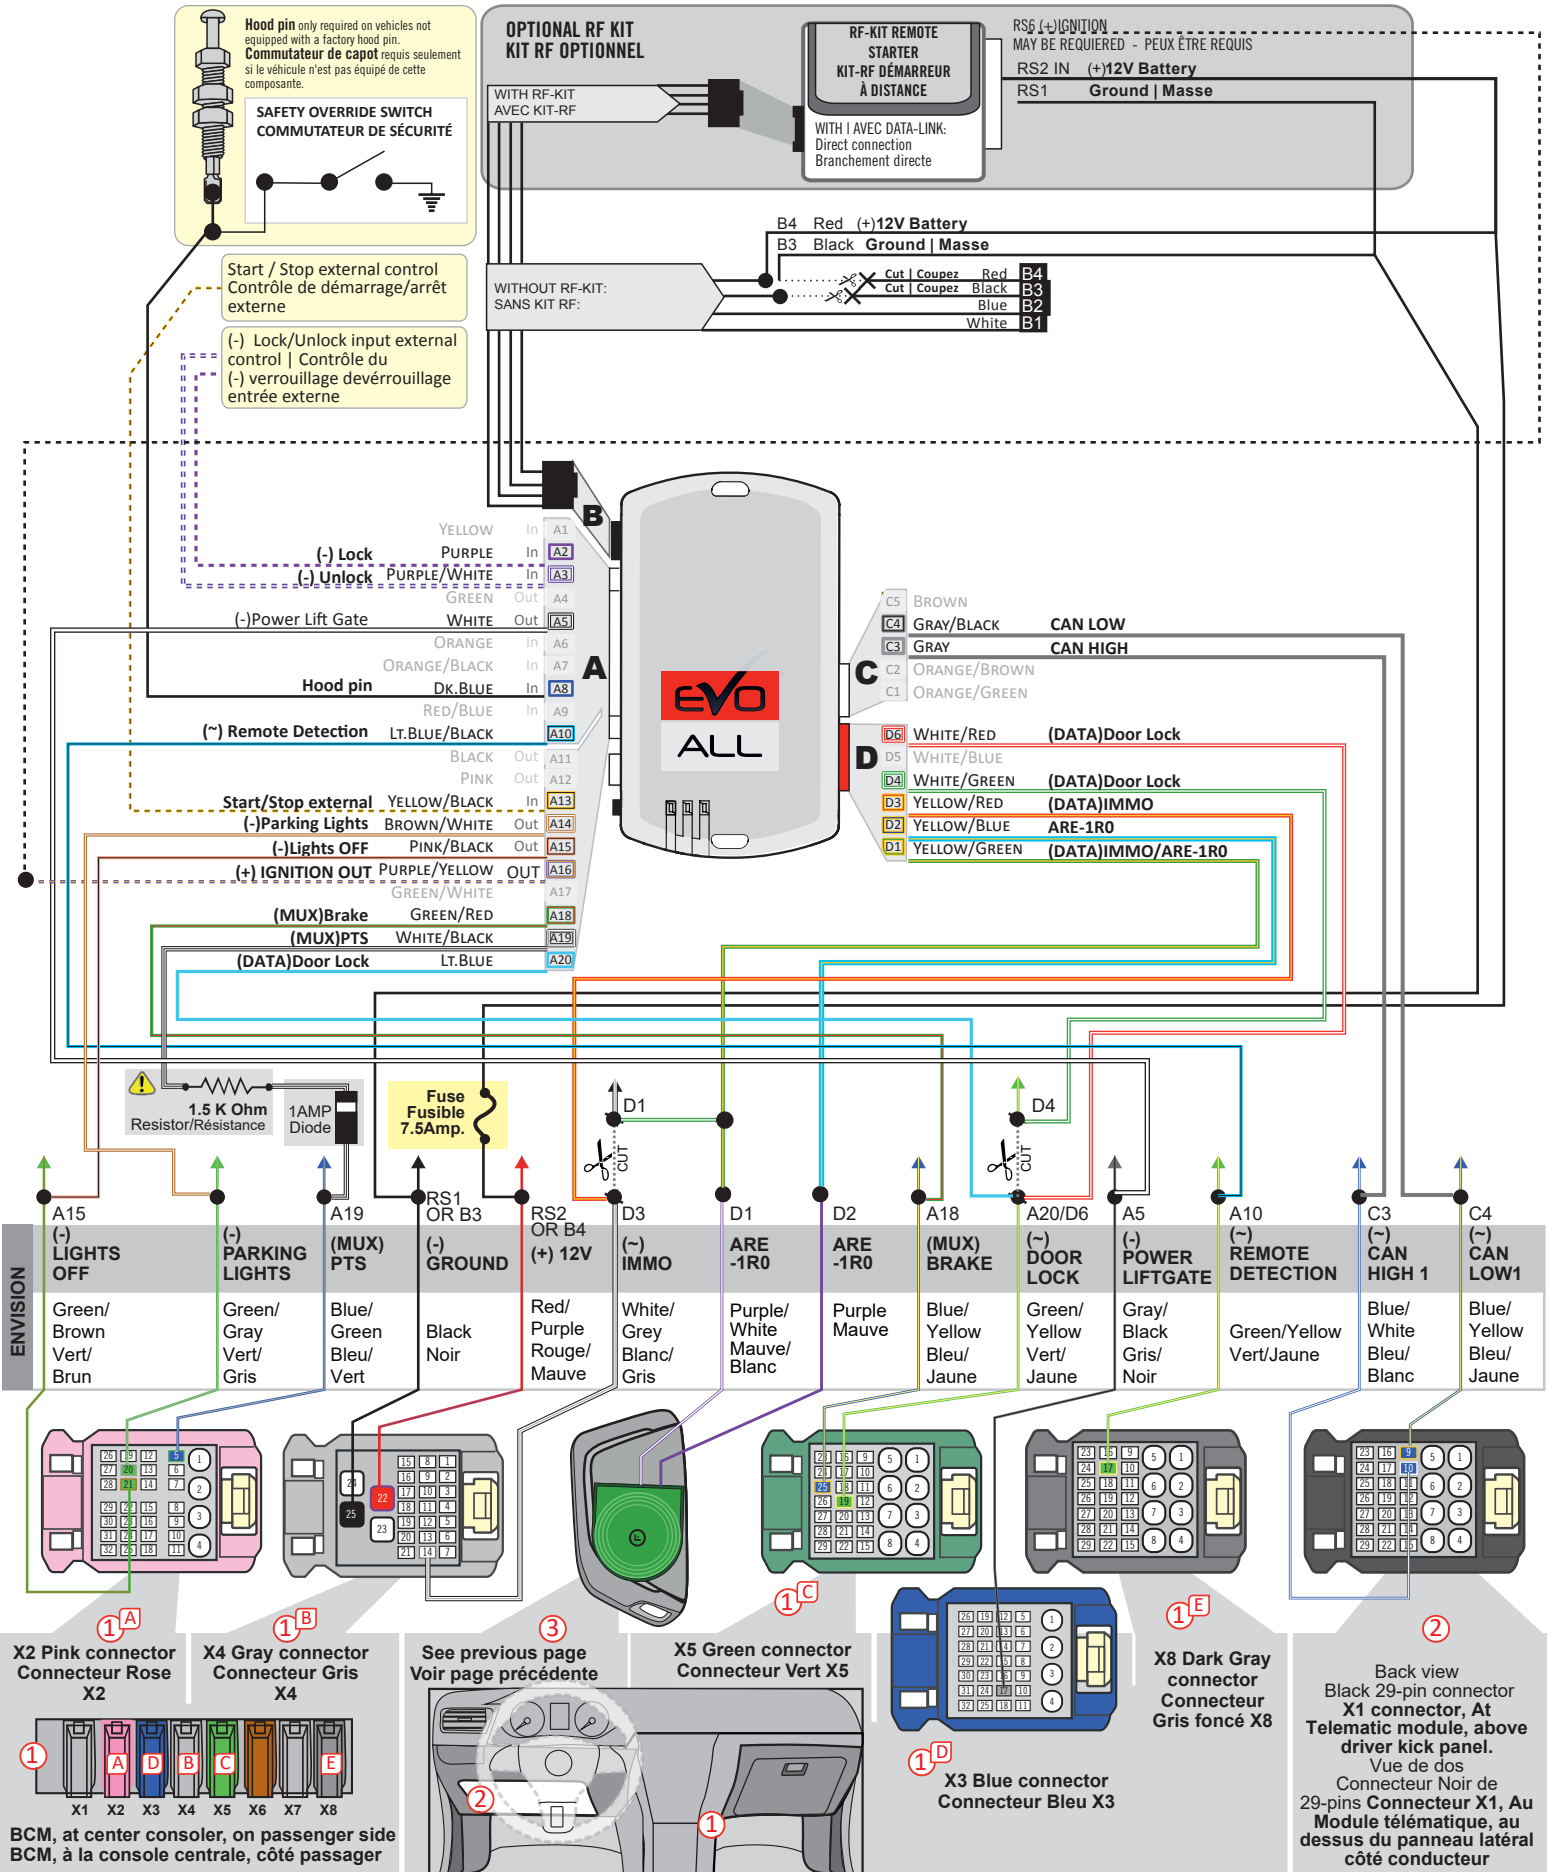 Hood pin only required on vehicles not
equipped with a factory hood pin.
Commutateur de capot requis seulement
si le véhicule n'est pas équipé de cette
composante.
SAFETY OVERRIDE SWITCH
COMMUTATEUR DE SÉCURITÉ
OPTIONAL RF KIT
KIT RF OPTIONNEL
WITH RF-KIT
AVEC KIT-RF
RF-KIT REMOTE
STARTER
KIT-RF DÉMARREUR
À DISTANCE
WITH | AVEC DATA-LINK:
Direct connection
Branchement directe
RS6 (+)IGNITION
MAY BE REQUIERED - PEUX ÊTRE REQUIS
RS2 IN (+)12V Battery
RS1 Ground | Masse
B4 Red (+)12V Battery
B3 Black Ground | Masse
WITHOUT RF-KIT:
SANS KIT RF:
Cut | Coupez Red B4
Cut | Coupez Black B3
Blue B2
White B1
Start / Stop external control
Contrôle de démarrage/arrêt
externe
(-) Lock/Unlock input external
control | Contrôle du
(-) verrouillage devérrouillage
entrée externe
B
YELLOW In A1
(-) Lock PURPLE In A2
(-) Unlock PURPLE/WHITE In A3
GREEN Out A4
(-)Power Lift Gate WHITE Out A5
ORANGE In A6
ORANGE/BLACK In A7
Hood pin DK.BLUE In A8
RED/BLUE In A9
(~) Remote Detection LT.BLUE/BLACK A10
BLACK Out A11
PINK Out A12
Start/Stop external YELLOW/BLACK In A13
(-)Parking Lights BROWN/WHITE Out A14
(-)Lights OFF PINK/BLACK Out A15
(+) IGNITION OUT PURPLE/YELLOW OUT A16
GREEN/WHITE A17
(MUX)Brake GREEN/RED A18
(MUX)PTS WHITE/BLACK A19
(DATA)Door Lock LT.BLUE A20
A
EVO
ALL
C
C5 BROWN
C4 GRAY/BLACK CAN LOW
C3 GRAY CAN HIGH
C2 ORANGE/BROWN
C1 ORANGE/GREEN
D
D6 WHITE/RED (DATA)Door Lock
D5 WHITE/BLUE
D4 WHITE/GREEN (DATA)Door Lock
D3 YELLOW/RED (DATA)IMMO
D2 YELLOW/BLUE ARE-1R0
D1 YELLOW/GREEN (DATA)IMMO/ARE-1R0
1.5 K Ohm
Resistor/Résistance
1AMP
Diode
Fuse
Fusible
7.5Amp.
D1
CUT
D4
CUT
ENVISION
A15
(-)
LIGHTS
OFF
Green/
Brown
Vert/
Brun
(-)
PARKING
LIGHTS
Green/
Gray
Vert/
Gris
A19
(MUX)
PTS
Blue/
Green
Bleu/
Vert
RS1
OR B3
(-)
GROUND
Black
Noir
RS2
OR B4
(+) 12V
Red/
Purple
Rouge/
Mauve
D3
(~)
IMMO
White/
Grey
Blanc/
Gris
D1
ARE
-1R0
Purple/
White
Mauve/
Blanc
D2
ARE
-1R0
Purple
Mauve
A18
(MUX)
BRAKE
Blue/
Yellow
Bleu/
Jaune
A20/D6
(~)
DOOR
LOCK
Green/
Yellow
Vert/
Jaune
A5
(-)
POWER
LIFTGATE
Gray/
Black
Gris/
Noir
A10
(~)
REMOTE
DETECTION
Green/Yellow
Vert/Jaune
C3
(~)
CAN
HIGH 1
Blue/
White
Bleu/
Blanc
C4
(~)
CAN
LOW1
Blue/
Yellow
Bleu/
Jaune
1 A
X2 Pink connector
Connecteur Rose
X2
1 B
X4 Gray connector
Connecteur Gris
X4
3
See previous page
Voir page précédente
1 C
X5 Green connector
Connecteur Vert X5
1 D
X3 Blue connector
Connecteur Bleu X3
1 E
X8 Dark Gray
connector
Connecteur
Gris foncé X8
2
Back view
Black 29-pin connector
X1 connector, At
Telematic module, above
driver kick panel.
Vue de dos
Connecteur Noir de
29-pins Connecteur X1, Au
Module télématique, au
dessus du panneau latéral
côté conducteur
1
A D B C E
X1 X2 X3 X4 X5 X6 X7 X8
BCM, at center consoler, on passenger side
BCM, à la console centrale, côté passager
2
1